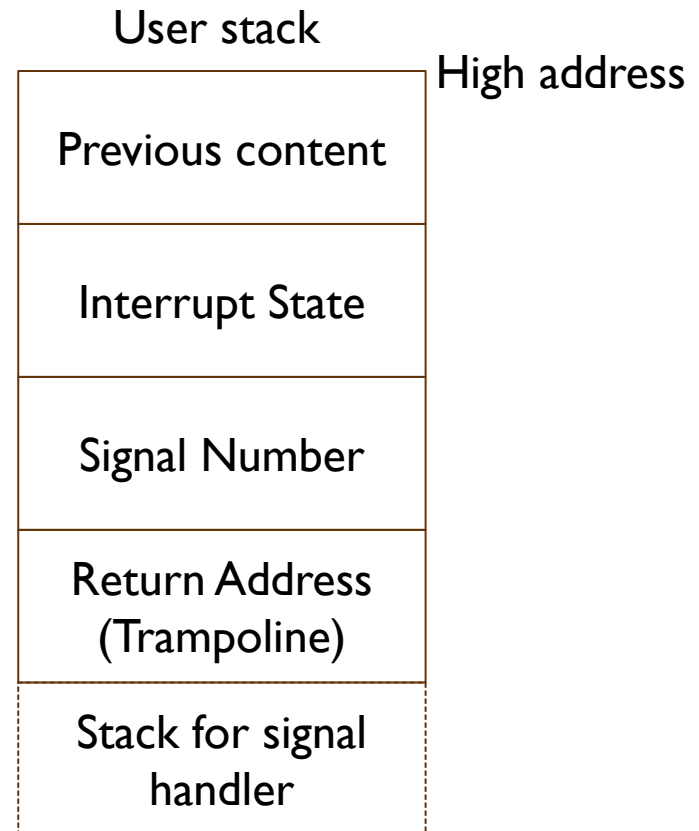 User stack
High address
Previous content
Interrupt State
Signal Number
Return Address
(Trampoline)
Stack for signal
handler